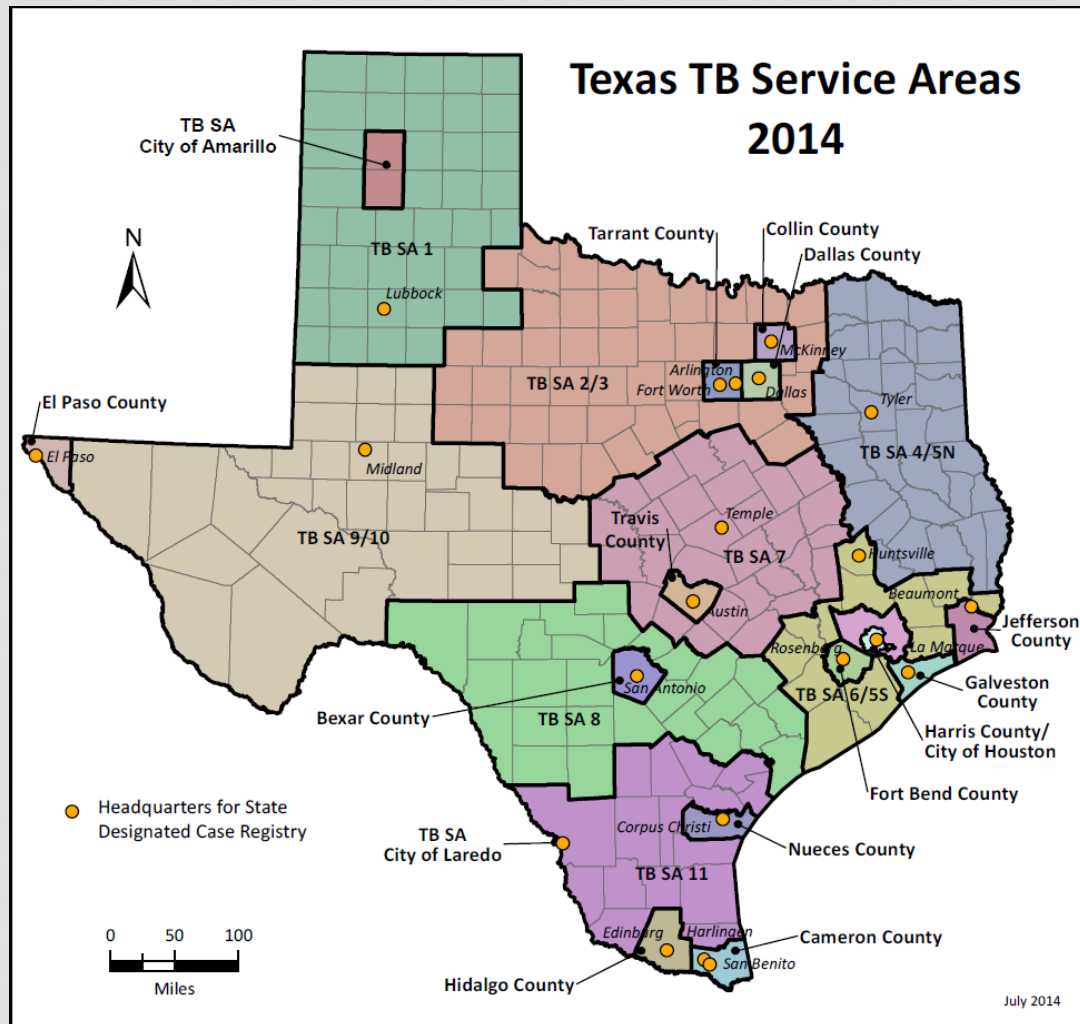 Texas TB Service Areas
2014
TB SA
City of Amarillo
N
TB SA 1
Lubbock
Tarrant County
Collin County
Dallas County
McKinney
Arlington
Fort Worth
Dallas
TB SA 2/3
Tyler
TB SA 4/5N
El Paso County
El Paso
Midland
TB SA 9/10
Temple
Travis
County
TB SA 7
Austin
Huntsville
Beaumont
Jefferson
County
Rosenberg
La Marque
Galveston
County
TB SA 6/5S
Harris County/
City of Houston
Fort Bend County
San Antonio
Bexar County
TB SA 8
Headquarters for State
Designated Case Registry
TB SA
City of Laredo
Corpus Christi
Nueces County
TB SA 11
Edinburg
Harlingen
Cameron County
San Benito
Hidalgo County
0 50 100
Miles
July 2014